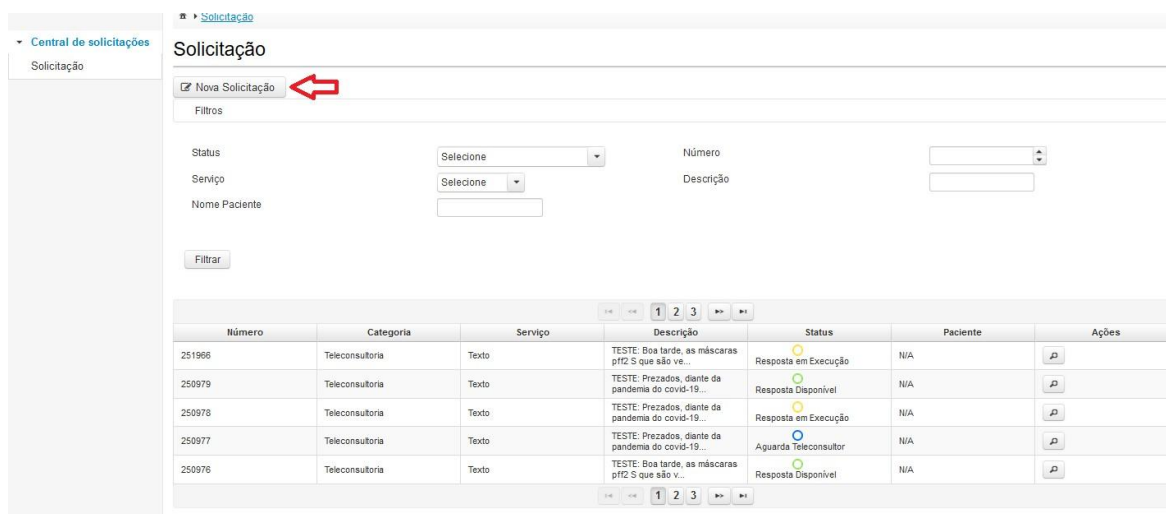 Solicitação
Central de solicitações
Solicitação
Solicitação
Nova Solicitação
Filtros
Status Selecione Número
Serviço Selecione Descrição
Nome Paciente
Filtrar
1 2 3
Número Categoria Serviço Descrição Status Paciente Ações
251966 Teleconsultoria Texto TESTE: Boa tarde, as máscaras pff2 S que são ve... Resposta em Execução N/A
250979 Teleconsultoria Texto TESTE: Prezados, diante da pandemia do covid-19... Resposta Disponível N/A
250978 Teleconsultoria Texto TESTE: Prezados, diante da pandemia do covid-19... Resposta em Execução N/A
250977 Teleconsultoria Texto TESTE: Prezados, diante da pandemia do covid-19... Aguarda Teleconsultor N/A
250976 Teleconsultoria Texto TESTE: Boa tarde, as máscaras pff2 S que são v... Resposta Disponível N/A
1 2 3